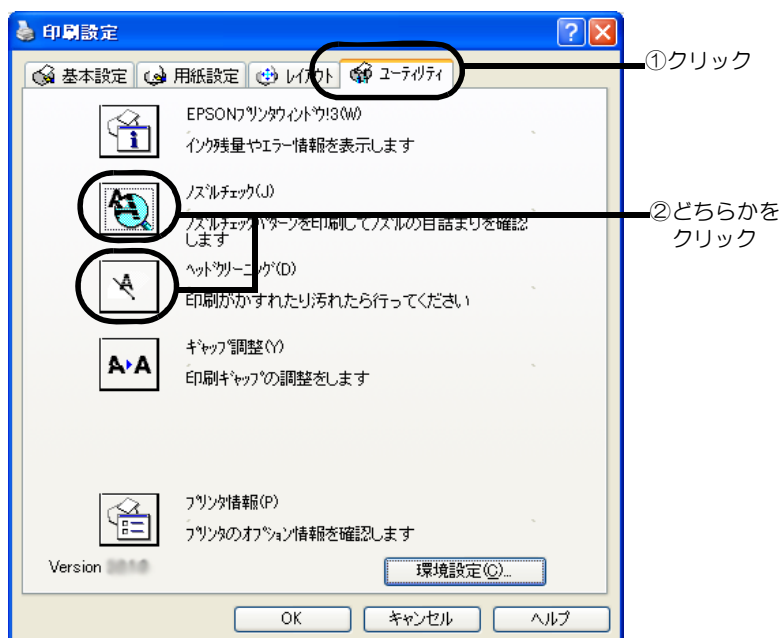 印刷設定
基本設定 用紙設定 レイアウト ユーティリティ
①クリック
EPSONプリンタウィンドウ!3(W)
インク残量やエラー情報を表示します
ノズルチェック(J)
ノズルチェックパターンを印刷してノズルの目詰まりを確認
します
②どちらかを
クリック
ヘッドクリーニング(D)
印刷がかすれたり汚れたら行ってください
ギャップ調整(Y)
印刷ギャップの調整をします
プリンタ情報(P)
プリンタのオプション情報を確認します
Version
環境設定(C)...
OK キャンセル ヘルプ